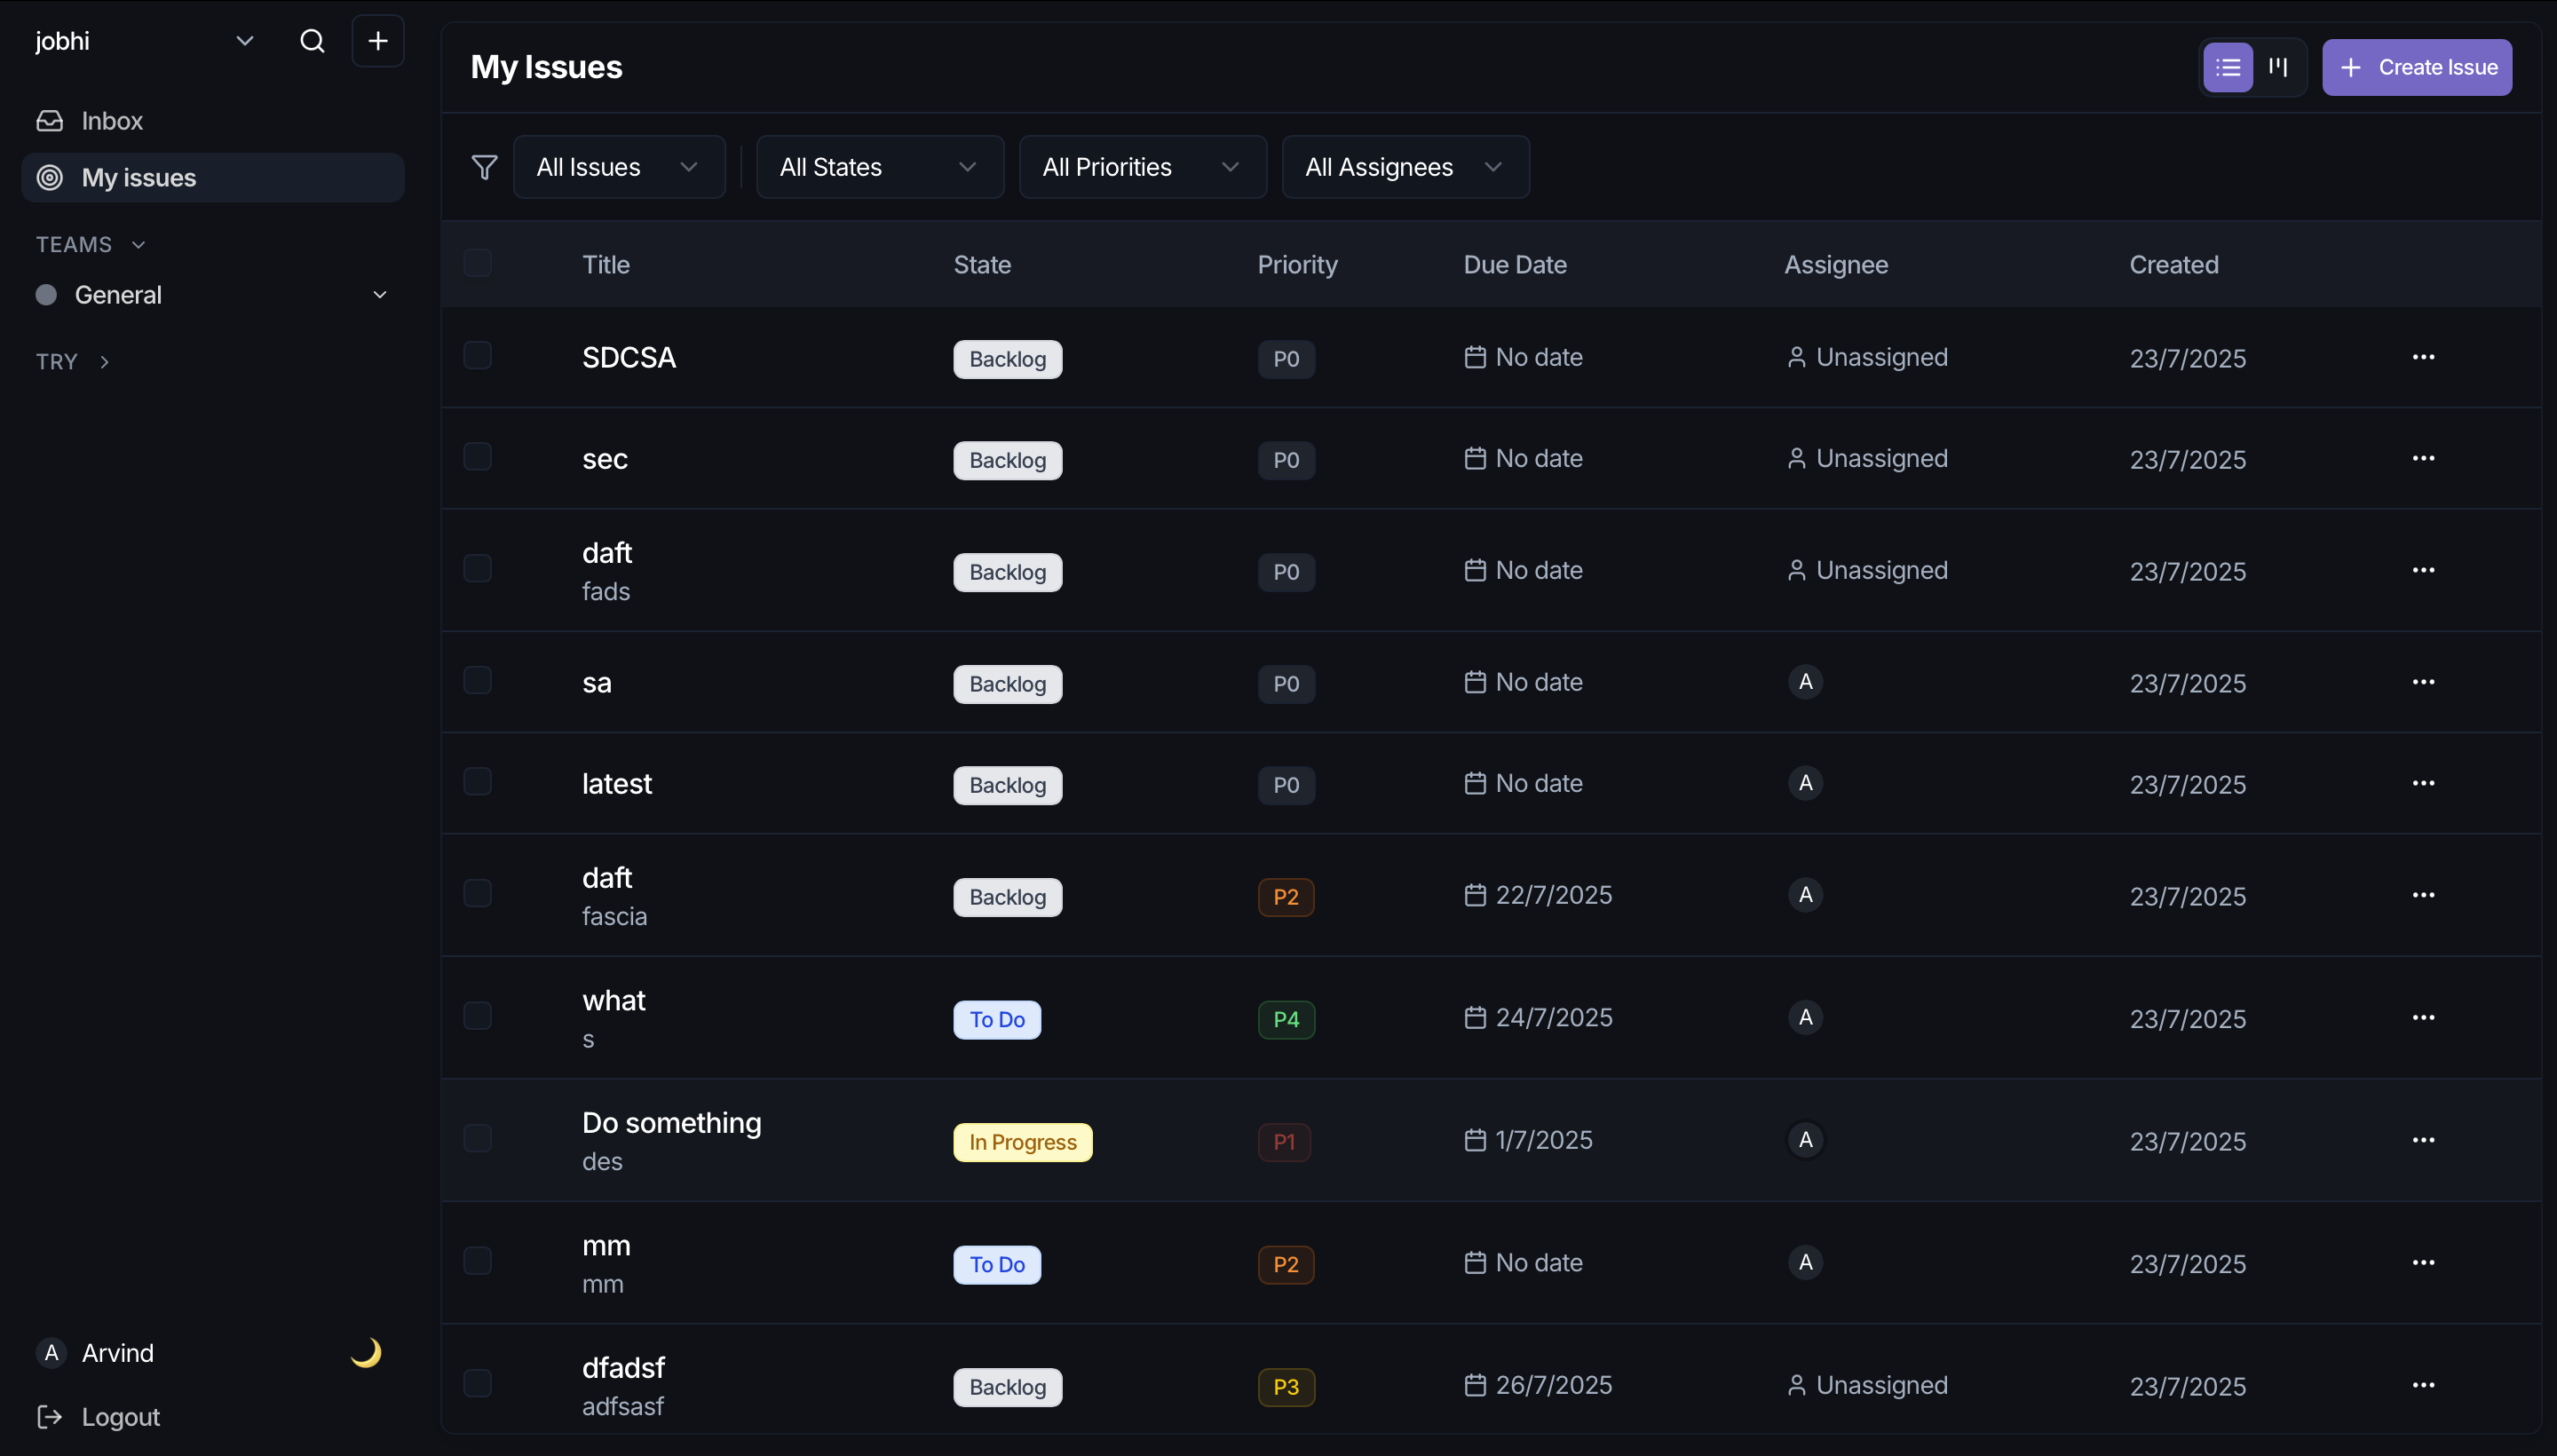 jobhi
Inbox
My issues
TEAMS
General
TRY
A Arvind
Logout
My Issues
Create Issue
All Issues All States All Priorities All Assignees
Title State Priority Due Date Assignee Created
SDCSA Backlog P0 No date Unassigned 23/7/2025
sec Backlog P0 No date Unassigned 23/7/2025
daft Backlog P0 No date Unassigned 23/7/2025
fads
sa Backlog P0 No date A 23/7/2025
latest Backlog P0 No date A 23/7/2025
daft Backlog P2 22/7/2025 A 23/7/2025
fascia
what To Do P4 24/7/2025 A 23/7/2025
s
Do something In Progress P1 1/7/2025 A 23/7/2025
des
mm To Do P2 No date A 23/7/2025
mm
dfadsf Backlog P3 26/7/2025 Unassigned 23/7/2025
adfsasf